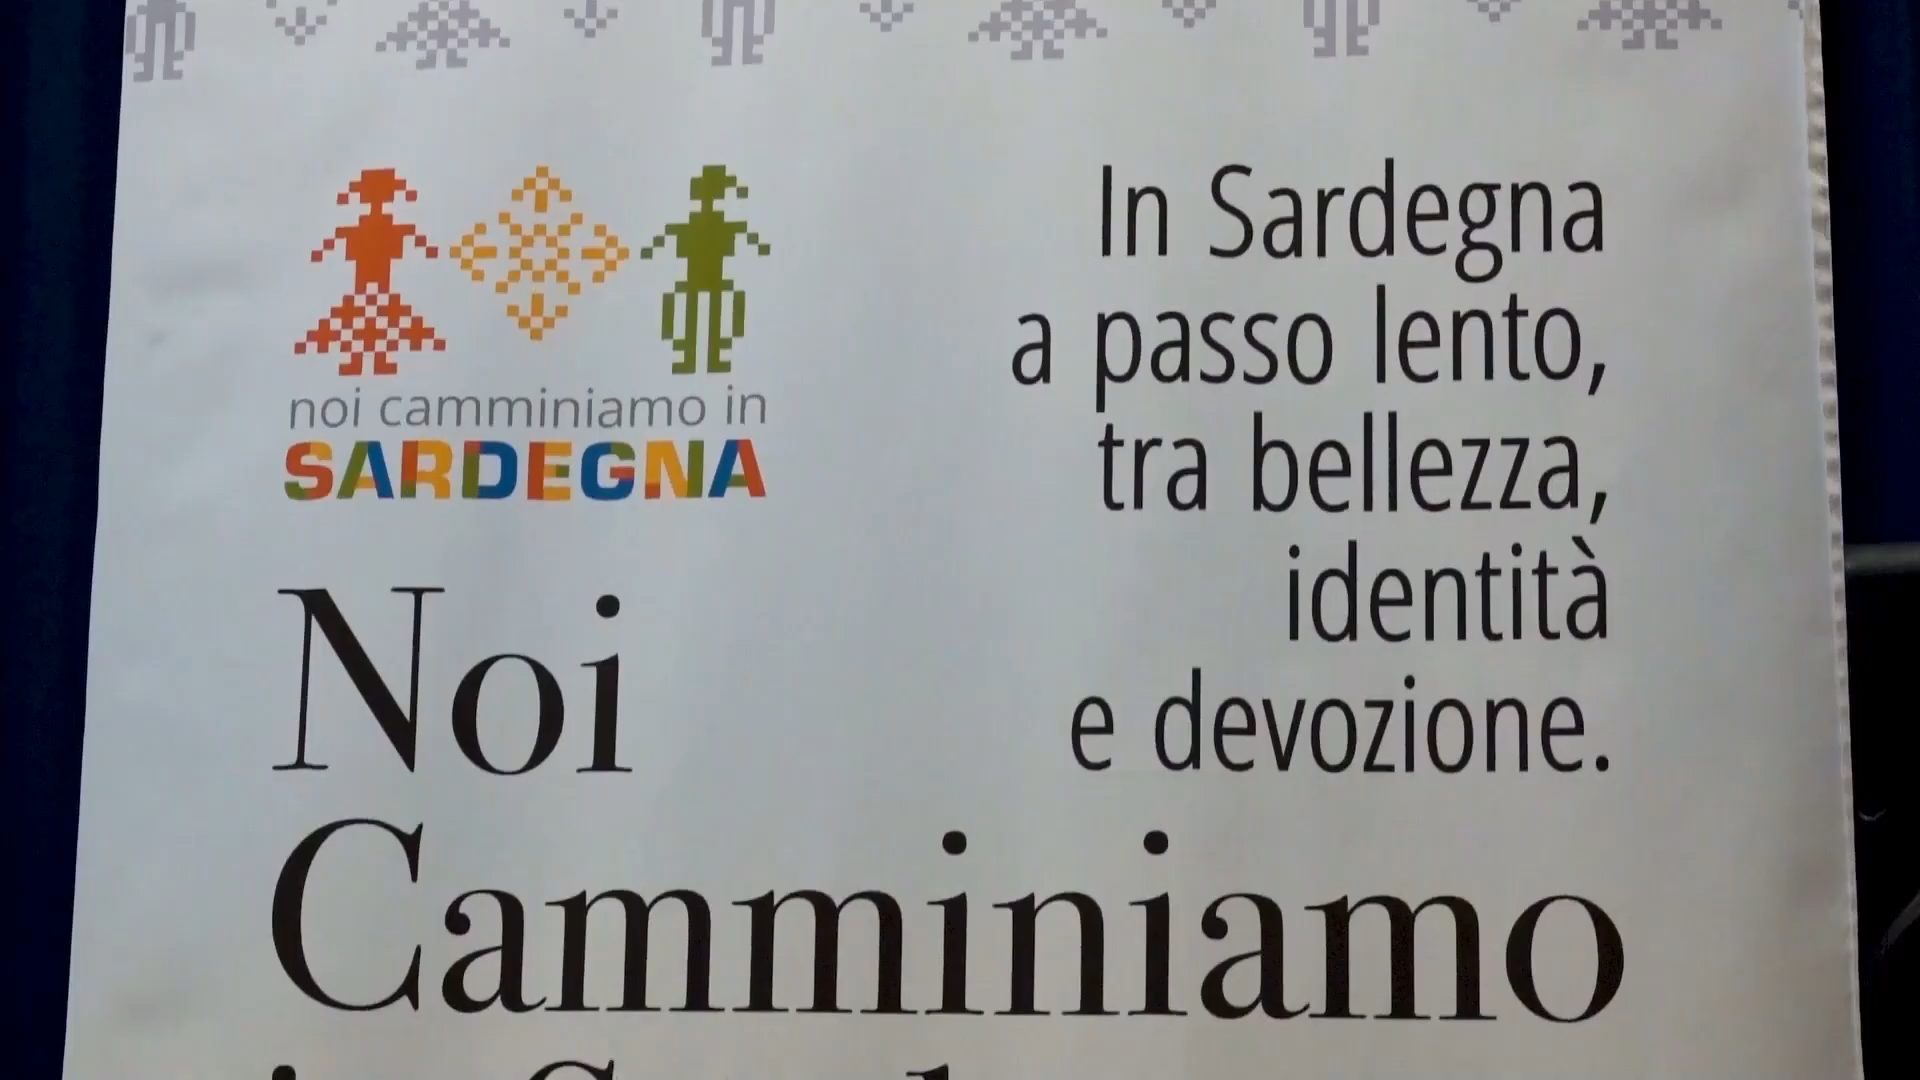 noi camminiamo in
SARDEGNA
In Sardegna
a passo lento,
tra bellezza,
identità
e devozione.
Noi
Camminiamo